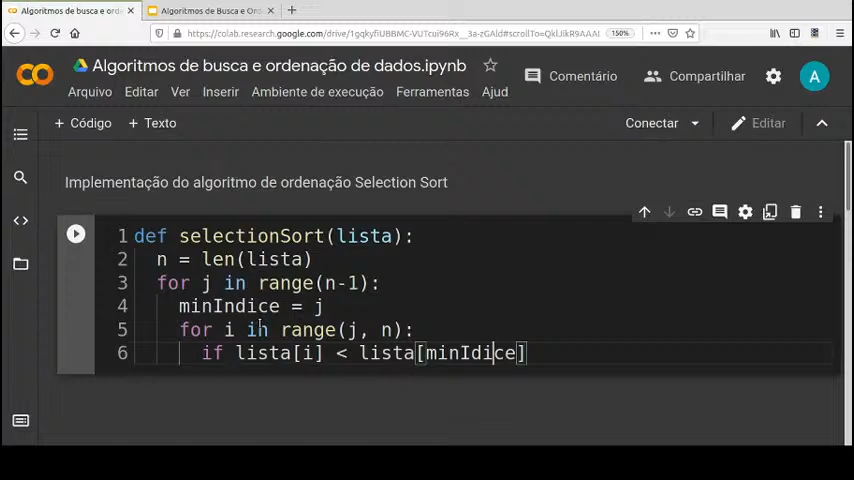 Algoritmos de busca e orden
Algoritmos de Busca e Ord
https://colab.research.google.com/drive/1gqkyfiUBBMC-VUTcui96Rx__3a-zGAld#scrollTo=QklJikR9AAAI
150%
Algoritmos de busca e ordenação de dados.ipynb
Comentário
Compartilhar
A
Arquivo Editar Ver Inserir Ambiente de execução Ferramentas Ajud
+ Código + Texto
Conectar
Editar
Implementação do algoritmo de ordenação Selection Sort
1 def selectionSort(lista):
2 n = len(lista)
3 for j in range(n-1):
4 minIndice = j
5 for i in range(j, n):
6 if lista[i] < lista[minIdice]